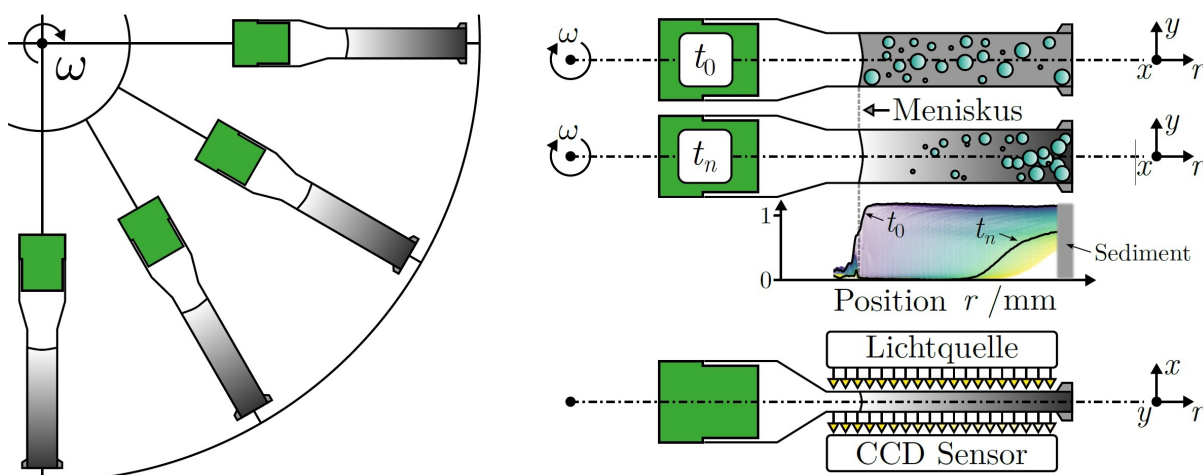 ω
ω
t₀
y
x
r
Meniskus
ω
tₙ
y
x
r
1
t₀
tₙ
0
Sediment
Position r /mm
Lichtquelle
x
y
r
CCD Sensor